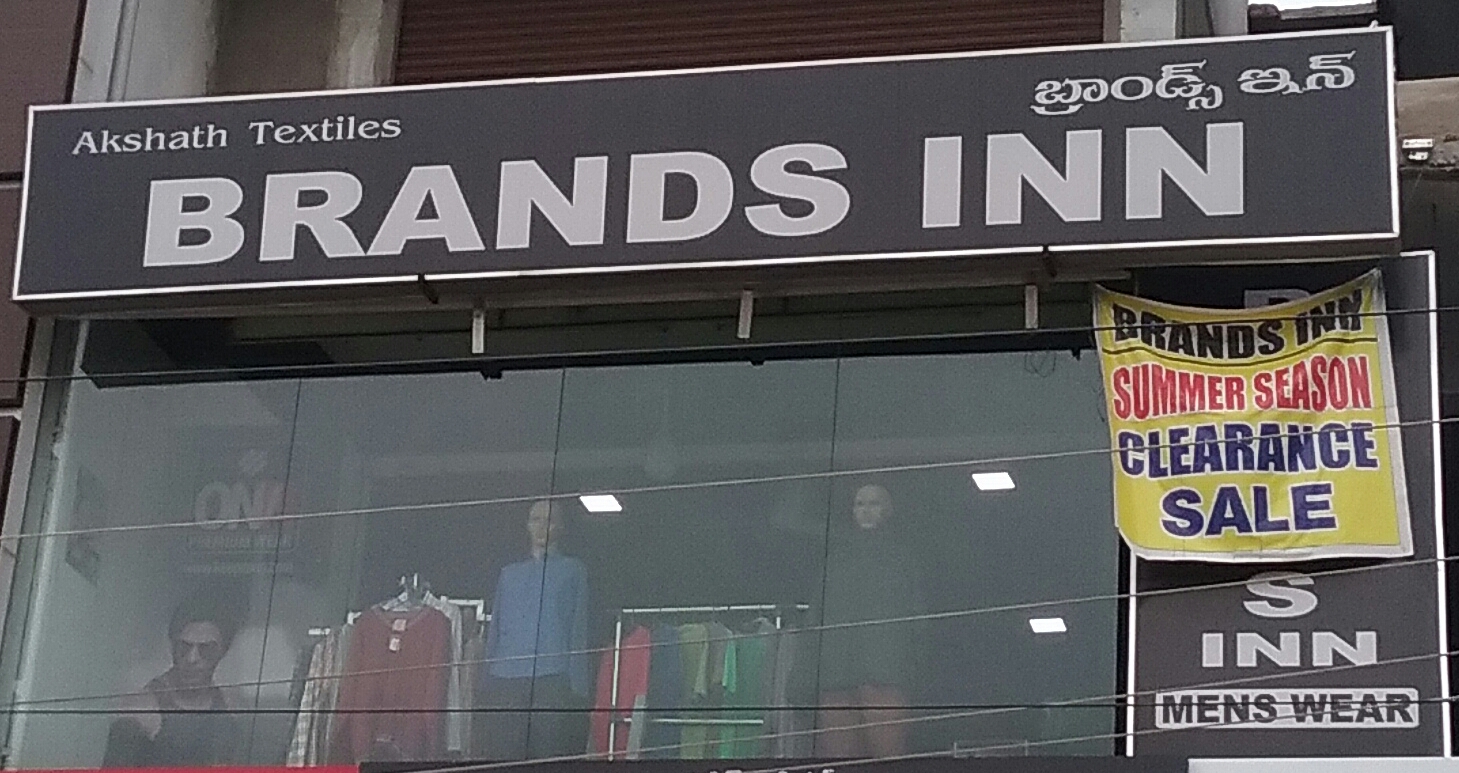 Akshath Textiles
బ్రాండ్స్ ఇన్
BRANDS INN
BRANDS INN
SUMMER SEASON
CLEARANCE
SALE
S
INN
MENS WEAR